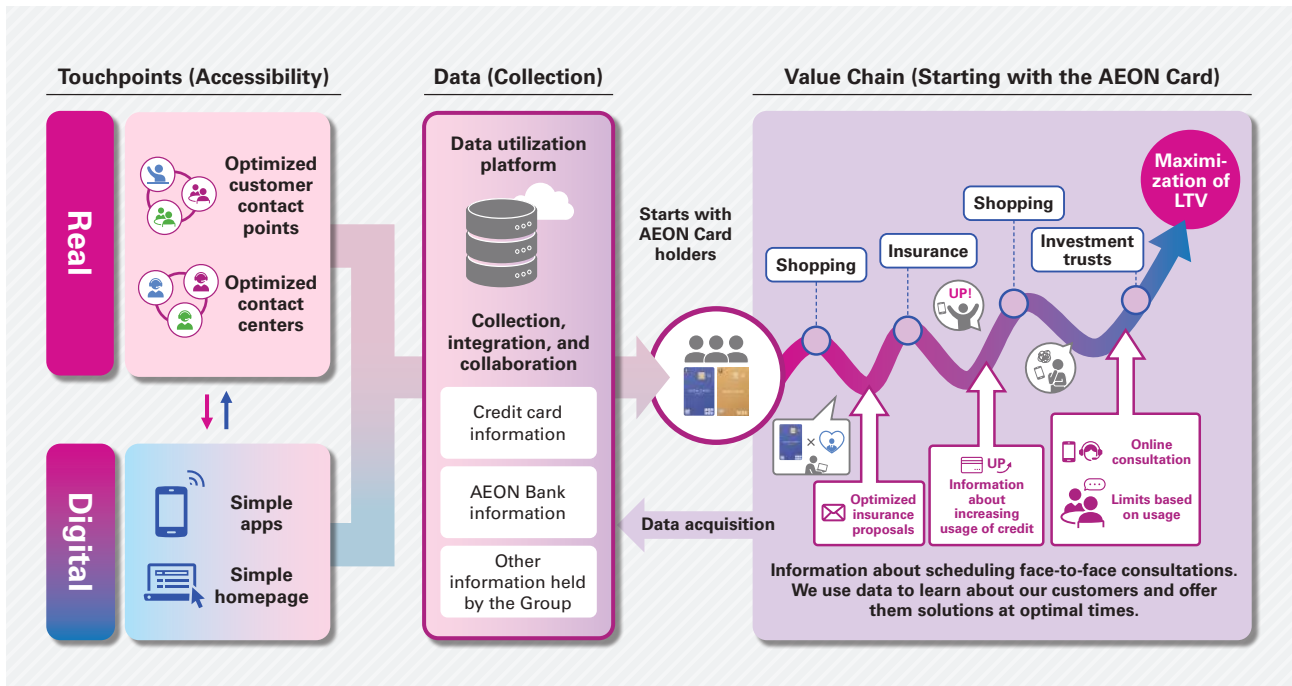 Touchpoints (Accessibility)
Real
Optimized
customer
contact
points
Optimized
contact
centers
Digital
Simple
apps
Simple
homepage
Data (Collection)
Data utilization
platform
Collection,
integration, and
collaboration
Credit card
information
AEON Bank
information
Other
information held
by the Group
Starts with
AEON Card
holders
Data acquisition
Value Chain (Starting with the AEON Card)
Shopping
Insurance
Shopping
Investment
trusts
Maximi-
zation of
LTV
UP!
×
Optimized
insurance
proposals
UP
Information
about
increasing
usage of credit
Online
consultation
Limits based
on usage
Information about scheduling face-to-face consultations.
We use data to learn about our customers and offer
them solutions at optimal times.